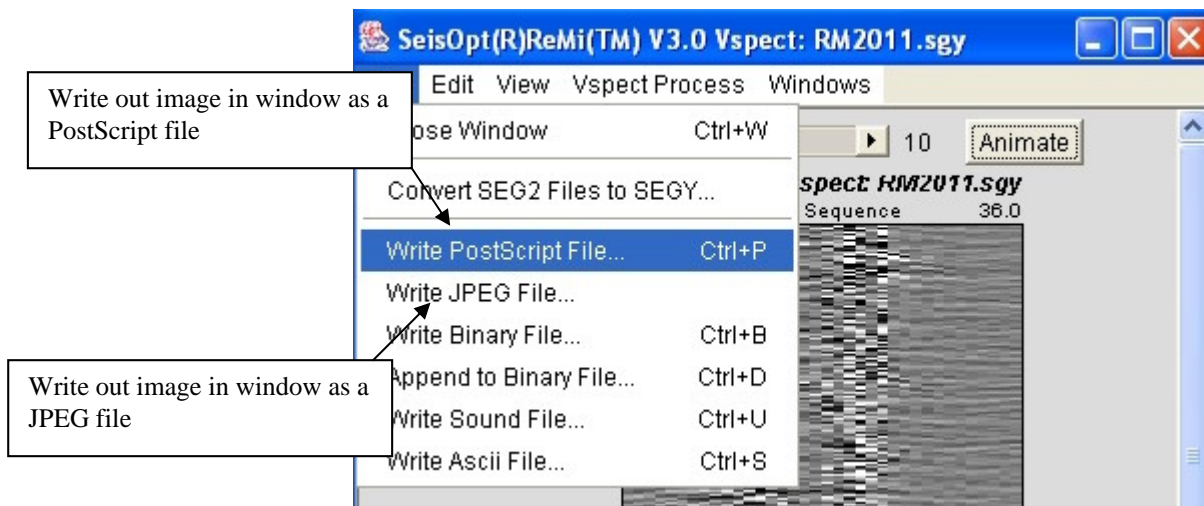 SeisOpt(R)ReMi(TM) V3.0 Vspect: RM2011.sgy
Edit View Vspect Process Windows
Write out image in window as a
PostScript file
ose Window Ctrl+W
10 Animate
Convert SEG2 Files to SEGY...
spect: RM2011.sgy
Sequence 36.0
Write PostScript File... Ctrl+P
Write JPEG File...
Write Binary File... Ctrl+B
Append to Binary File... Ctrl+D
Write out image in window as a
JPEG file
Write Sound File... Ctrl+U
Write Ascii File... Ctrl+S